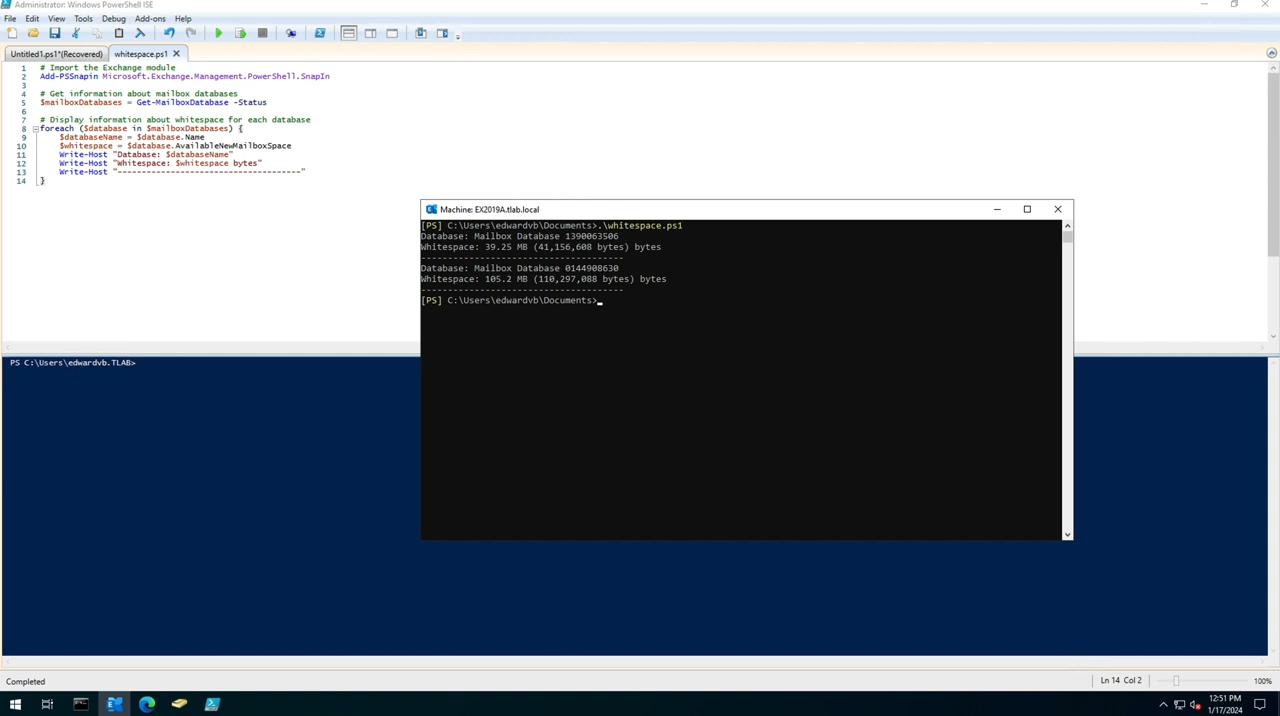 Administrator: Windows PowerShell ISE
File Edit View Tools Debug Add-ons Help
Untitled1.ps1*(Recovered) whitespace.ps1
1 # Import the Exchange module
2 Add-PSSnapin Microsoft.Exchange.Management.PowerShell.SnapIn
3
4 # Get information about mailbox databases
5 $mailboxDatabases = Get-MailboxDatabase -Status
6
7 # Display information about whitespace for each database
8 foreach ($database in $mailboxDatabases) {
9 $databaseName = $database.Name
10 $whitespace = $database.AvailableNewMailboxSpace
11 Write-Host "Database: $databaseName"
12 Write-Host "Whitespace: $whitespace bytes"
13 Write-Host "--------------------------------------"
14 }
Machine: EX2019A.tlab.local
[PS] C:\Users\edwardvb\Documents>.\whitespace.ps1
Database: Mailbox Database 1390063506
Whitespace: 39.25 MB (41,156,608 bytes) bytes
--------------------------------------
Database: Mailbox Database 0144908630
Whitespace: 105.2 MB (110,297,088 bytes) bytes
--------------------------------------
[PS] C:\Users\edwardvb\Documents>
PS C:\Users\edwardvb.TLAB>
Completed
Ln 14 Col 2
100%
12:51 PM
1/17/2024